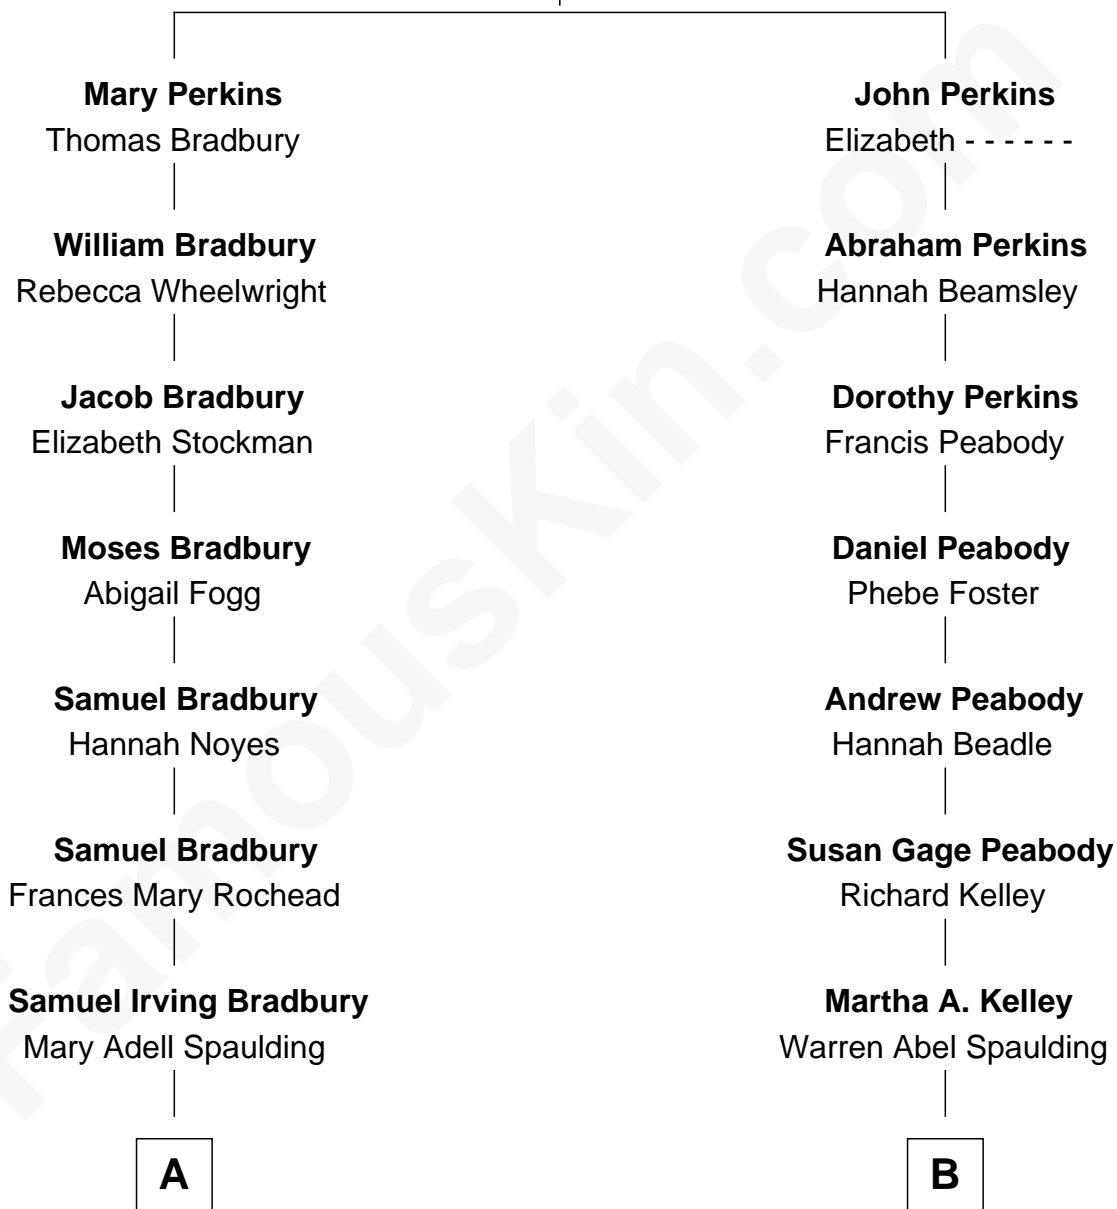 Mary Perkins
Thomas Bradbury
William Bradbury
Rebecca Wheelwright
Jacob Bradbury
Elizabeth Stockman
Moses Bradbury
Abigail Fogg
Samuel Bradbury
Hannah Noyes
Samuel Bradbury
Frances Mary Rochead
Samuel Irving Bradbury
Mary Adell Spaulding
A
John Perkins
Elizabeth - - - - - -
Abraham Perkins
Hannah Beamsley
Dorothy Perkins
Francis Peabody
Daniel Peabody
Phebe Foster
Andrew Peabody
Hannah Beadle
Susan Gage Peabody
Richard Kelley
Martha A. Kelley
Warren Abel Spaulding
B
FamousKin.com